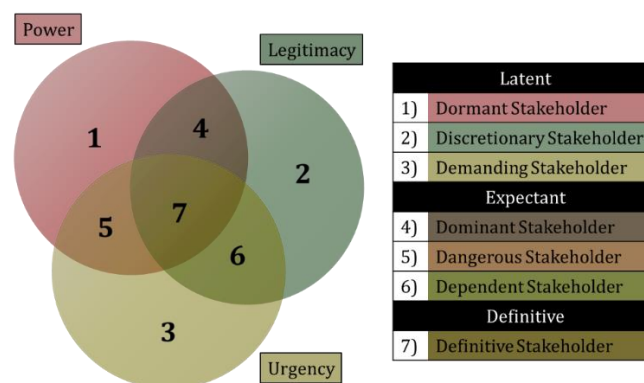 Power
Legitimacy
1
4
2
5
7
6
3
Urgency
Latent
1) Dormant Stakeholder
2) Discretionary Stakeholder
3) Demanding Stakeholder
Expectant
4) Dominant Stakeholder
5) Dangerous Stakeholder
6) Dependent Stakeholder
Definitive
7) Definitive Stakeholder